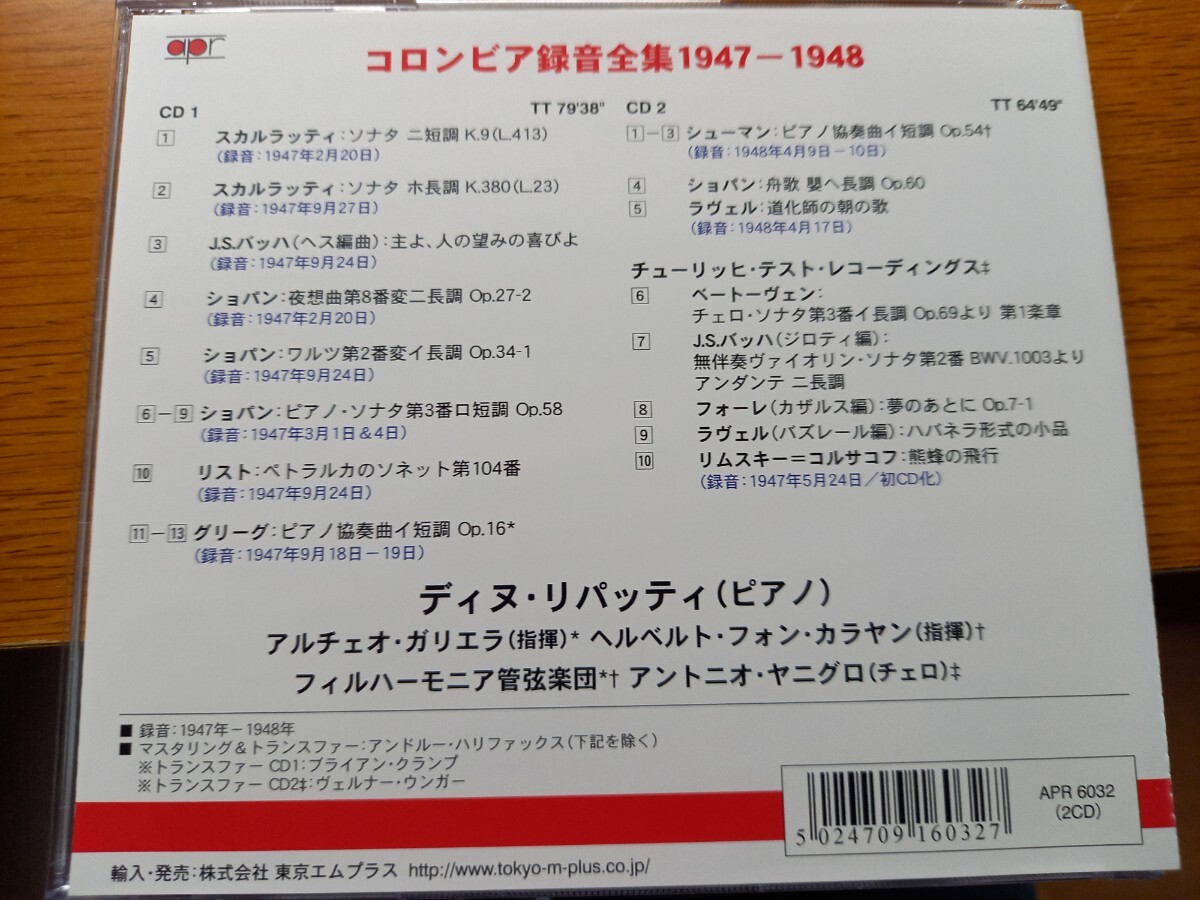 apr
コロンビア録音全集1947－1948
CD 1 TT 79'38"
1 スカルラッティ：ソナタ ニ短調 K.9（L.413）
（録音：1947年2月20日）
2 スカルラッティ：ソナタ ホ長調 K.380（L.23）
（録音：1947年9月27日）
3 J.S.バッハ（ヘス編曲）：主よ、人の望みの喜びよ
（録音：1947年9月24日）
4 ショパン：夜想曲第8番変二長調 Op.27-2
（録音：1947年2月20日）
5 ショパン：ワルツ第2番変イ長調 Op.34-1
（録音：1947年9月24日）
6－9 ショパン：ピアノ・ソナタ第3番ロ短調 Op.58
（録音：1947年3月1日＆4日）
10 リスト：ペトラルカのソネット第104番
（録音：1947年9月24日）
11－13 グリーグ：ピアノ協奏曲イ短調 Op.16*
（録音：1947年9月18日－19日）
CD 2 TT 64'49"
1－3 シューマン：ピアノ協奏曲イ短調 Op.54†
（録音：1948年4月9日－10日）
4 ショパン：舟歌 嬰ヘ長調 Op.60
5 ラヴェル：道化師の朝の歌
（録音：1948年4月17日）
チューリッヒ・テスト・レコーディングス‡
6 ベートーヴェン：
チェロ・ソナタ第3番イ長調 Op.69より 第1楽章
7 J.S.バッハ（ジロティ編）：
無伴奏ヴァイオリン・ソナタ第2番 BWV.1003より
アンダンテ ニ長調
8 フォーレ（カザルス編）：夢のあとに Op.7-1
9 ラヴェル（バズレール編）：ハバネラ形式の小品
10 リムスキー＝コルサコフ：熊蜂の飛行
（録音：1947年5月24日／初CD化）
ディヌ・リパッティ（ピアノ）
アルチェオ・ガリエラ（指揮）* ヘルベルト・フォン・カラヤン（指揮）†
フィルハーモニア管弦楽団*† アントニオ・ヤニグロ（チェロ）‡
■ 録音：1947年－1948年
■ マスタリング＆トランスファー：アンドルー・ハリファックス（下記を除く）
※トランスファー CD1：ブライアン・クランプ
※トランスファー CD2‡：ヴェルナー・ウンガー
5 024709 160327
APR 6032
（2CD）
輸入・発売：株式会社 東京エムプラス http://www.tokyo-m-plus.co.jp/